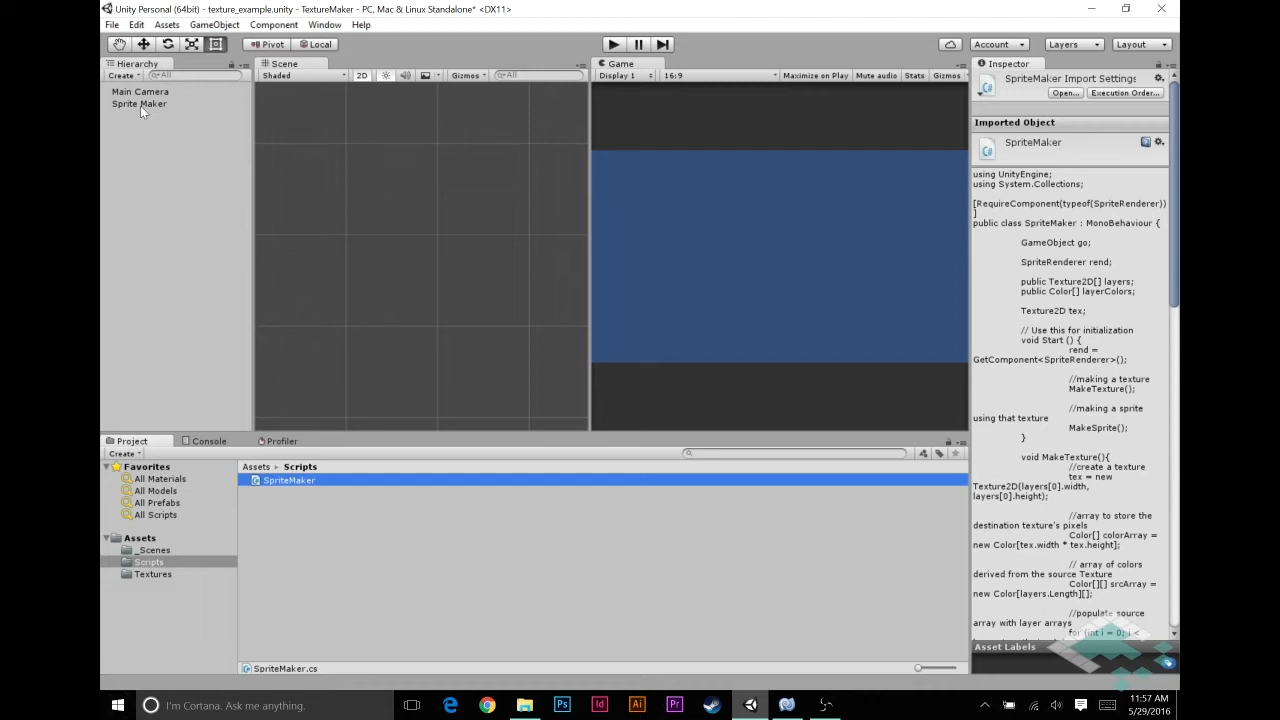 Unity Personal (64bit) - texture_example.unity - TextureMaker - PC, Mac & Linux Standalone* <DX11>
File Edit Assets GameObject Component Window Help
Pivot Local Account Layers Layout
Hierarchy
Create All
Main Camera
Sprite Maker
Scene
Shaded 2D Gizmos All
Game
Display 1 16:9 Maximize on Play Mute audio Stats Gizmos
Inspector
SpriteMaker Import Settings
Open... Execution Order...
Imported Object
SpriteMaker
using UnityEngine;
using System.Collections;
[RequireComponent(typeof(SpriteRenderer))
]
public class SpriteMaker : MonoBehaviour {
GameObject go;
SpriteRenderer rend;
public Texture2D[] layers;
public Color[] layerColors;
Texture2D tex;
// Use this for initialization
void Start () {
rend =
GetComponent<SpriteRenderer>();
//making a texture
MakeTexture();
//making a sprite
using that texture
MakeSprite();
}
void MakeTexture(){
//create a texture
tex = new
Texture2D(layers[0].width,
layers[0].height);
//array to store the
destination texture's pixels
Color[] colorArray =
new Color[tex.width * tex.height];
// array of colors
derived from the source Texture
Color[][] srcArray =
new Color[layers.Length][];
//populate source
array with layer arrays
for (int i = 0; i <
Asset Labels
Project Console Profiler
Create
Favorites
All Materials
All Models
All Prefabs
All Scripts
Assets
_Scenes
Scripts
Textures
Assets Scripts
SpriteMaker
SpriteMaker.cs
I'm Cortana. Ask me anything.
11:57 AM
5/29/2016